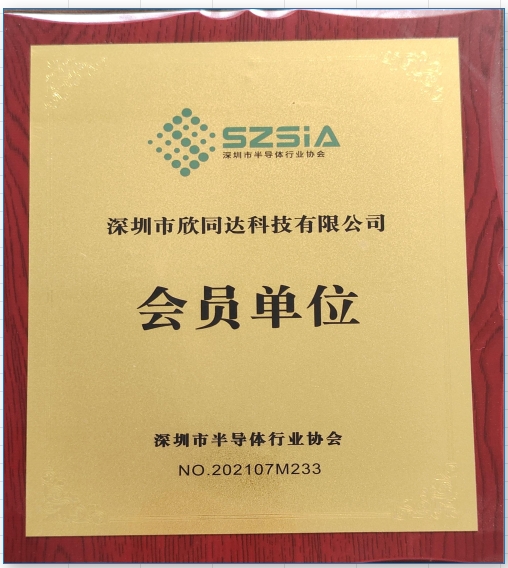 SZSiA
深圳市半导体行业协会
深圳市欣同达科技有限公司
会员单位
深圳市半导体行业协会
NO.202107M233